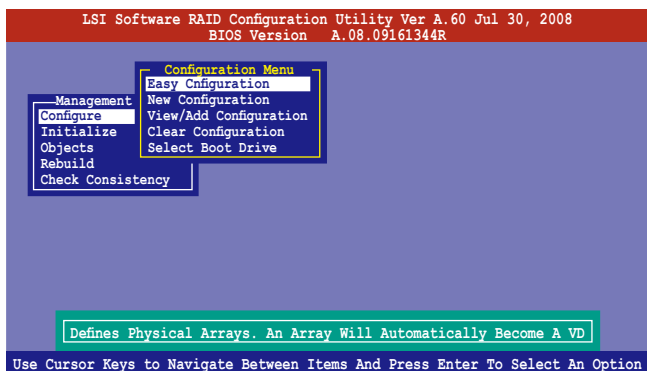 LSI Software RAID Configuration Utility Ver A.60 Jul 30, 2008
BIOS Version A.08.09161344R
Configuration Menu
Easy Cnfiguration
New Configuration
View/Add Configuration
Clear Configuration
Select Boot Drive
Management
Configure
Initialize
Objects
Rebuild
Check Consistency
Defines Physical Arrays. An Array Will Automatically Become A VD
Use Cursor Keys to Navigate Between Items And Press Enter To Select An Option